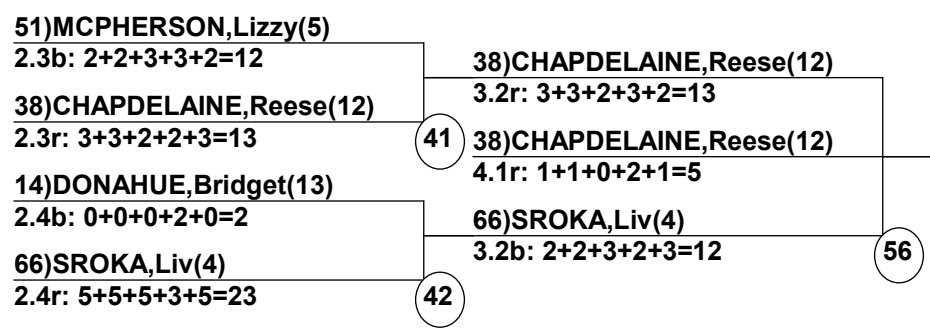 51)MCPHERSON,Lizzy(5)
2.3b: 2+2+3+3+2=12
38)CHAPDELAINE,Reese(12)
2.3r: 3+3+2+2+3=13
41
14)DONAHUE,Bridget(13)
2.4b: 0+0+0+2+0=2
66)SROKA,Liv(4)
2.4r: 5+5+5+3+5=23
42
38)CHAPDELAINE,Reese(12)
3.2r: 3+3+2+3+2=13
38)CHAPDELAINE,Reese(12)
4.1r: 1+1+0+2+1=5
66)SROKA,Liv(4)
3.2b: 2+2+3+2+3=12
56